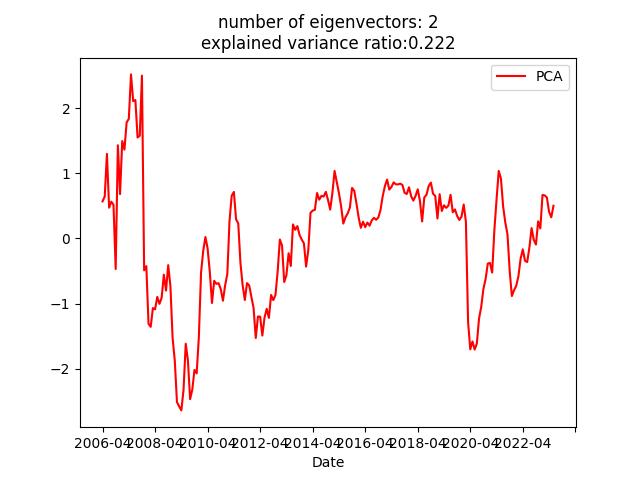 number of eigenvectors: 2
explained variance ratio:0.222
PCA
2
1
0
−1
−2
2006-04 2008-04 2010-04 2012-04 2014-04 2016-04 2018-04 2020-04 2022-04
Date